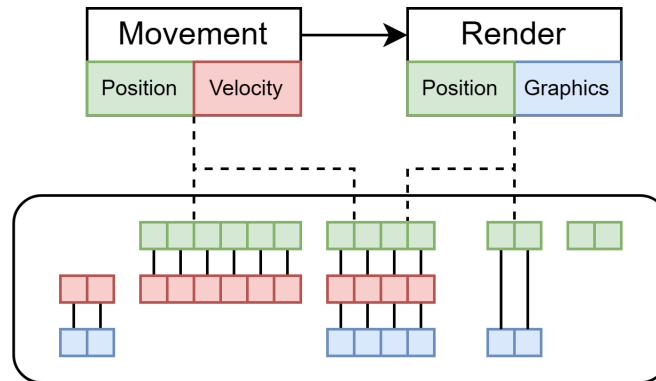 Movement
Render
Position
Velocity
Position
Graphics